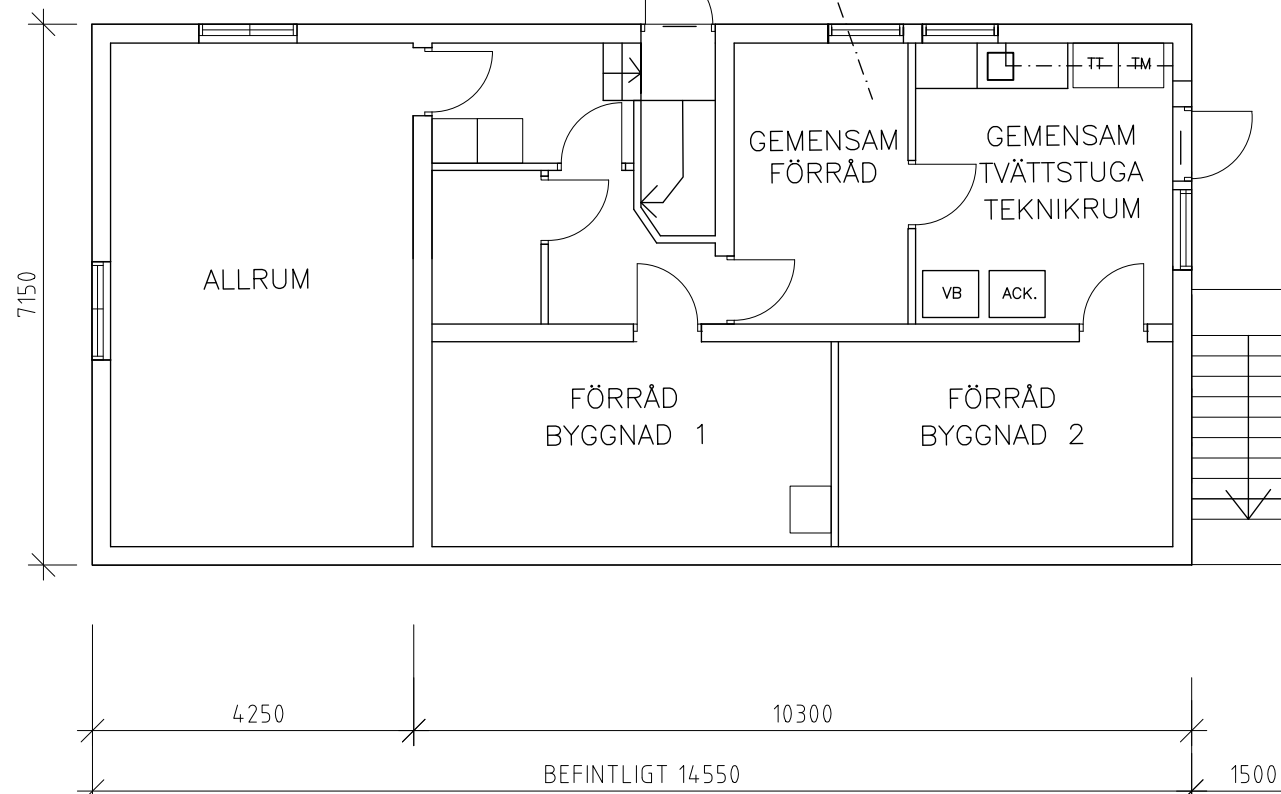 TT TM
GEMENSAM
FÖRRÅD
GEMENSAM
TVÄTTSTUGA
TEKNIKRUM
7150
ALLRUM
VB ACK.
FÖRRÅD
BYGGNAD 1
FÖRRÅD
BYGGNAD 2
4250
10300
BEFINTLIGT 14550
1500